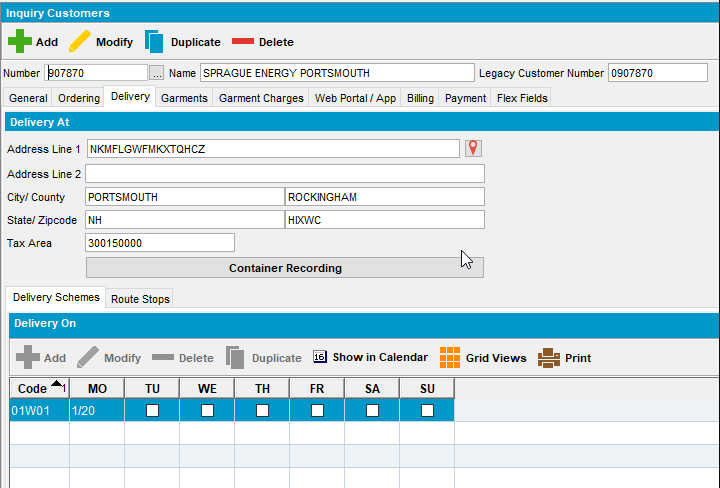 Inquiry Customers
Add Modify Duplicate Delete
Number 907870 ... Name SPRAGUE ENERGY PORTSMOUTH Legacy Customer Number 0907870
General Ordering Delivery Garments Garment Charges Web Portal / App Billing Payment Flex Fields
Delivery At
Address Line 1 NKMFLGWFMKXTQHCZ
Address Line 2
City/ County PORTSMOUTH ROCKINGHAM
State/ Zipcode NH HIXWC
Tax Area 300150000
Container Recording
Delivery Schemes Route Stops
Delivery On
Add Modify Delete Duplicate 16 Show in Calendar Grid Views Print
Code 1 MO TU WE TH FR SA SU
01W01 1/20